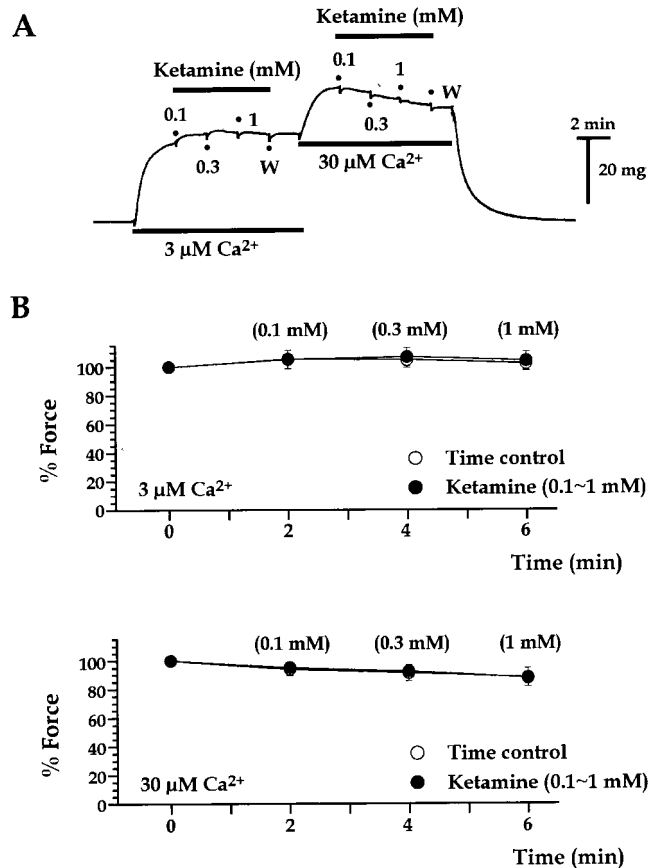 A
Ketamine (mM)
0.1 1
0.3 W
3 µM Ca2+
Ketamine (mM)
0.1 1 W
0.3
30 µM Ca2+
2 min
20 mg
B
(0.1 mM) (0.3 mM) (1 mM)
100
80
60
40
20
0
% Force
Time control
Ketamine (0.1~1 mM)
3 µM Ca2+
0 2 4 6
Time (min)
(0.1 mM) (0.3 mM) (1 mM)
100
80
60
40
20
0
% Force
Time control
Ketamine (0.1~1 mM)
30 µM Ca2+
0 2 4 6
Time (min)